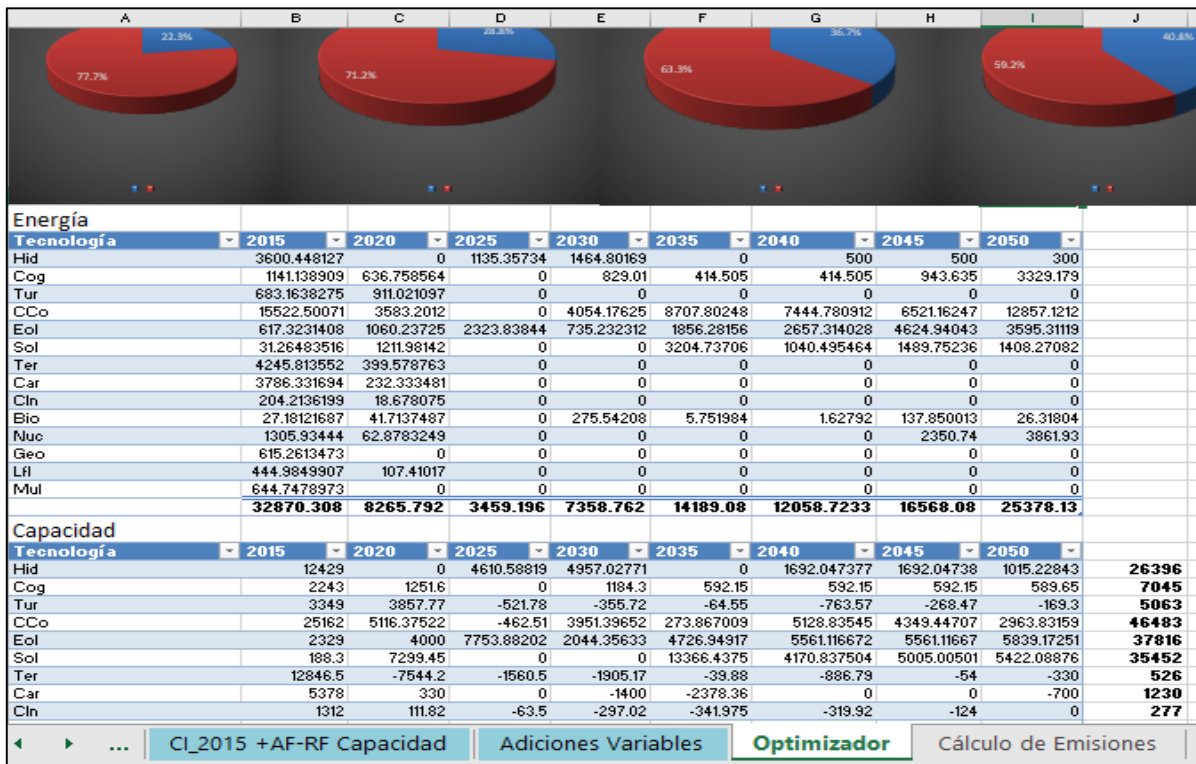 A B C D E F G H I J
22.3% 28.8% 36.7% 40.8%
77.7% 71.2% 63.3% 59.2%
Energía
Tecnología 2015 2020 2025 2030 2035 2040 2045 2050
Hid 3600.448127 0 1135.35734 1464.80169 0 500 500 300
Cog 1141.138909 636.758564 0 829.01 414.505 414.505 943.635 3329.179
Tur 683.1638275 911.021097 0 0 0 0 0 0
CCo 15522.50071 3583.2012 0 4054.17625 8707.80248 7444.780912 6521.16247 12857.1212
Eol 617.3231408 1060.23725 2323.83844 735.232312 1856.28156 2657.314028 4624.94043 3595.31119
Sol 31.26483516 1211.98142 0 0 3204.73706 1040.495464 1489.75236 1408.27082
Ter 4245.813552 399.578763 0 0 0 0 0 0
Car 3786.331694 232.333481 0 0 0 0 0 0
Cln 204.2136199 18.678075 0 0 0 0 0 0
Bio 27.18121687 41.7137487 0 275.54208 5.751984 1.62792 137.850013 26.31804
Nuc 1305.93444 62.8783249 0 0 0 0 2350.74 3861.93
Geo 615.2613473 0 0 0 0 0 0 0
Lfl 444.9849907 107.41017 0 0 0 0 0 0
Mul 644.7478973 0 0 0 0 0 0 0
32870.308 8265.792 3459.196 7358.762 14189.08 12058.7233 16568.08 25378.13
Capacidad
Tecnología 2015 2020 2025 2030 2035 2040 2045 2050
Hid 12429 0 4610.58819 4957.02771 0 1692.047377 1692.04738 1015.22843 26396
Cog 2243 1251.6 0 1184.3 592.15 592.15 592.15 589.65 7045
Tur 3349 3857.77 -521.78 -355.72 -64.55 -763.57 -268.47 -169.3 5063
CCo 25162 5116.37522 -462.51 3951.39652 273.867009 5128.83545 4349.44707 2963.83159 46483
Eol 2329 4000 7753.88202 2044.35633 4726.94917 5561.116672 5561.11667 5839.17251 37816
Sol 188.3 7299.45 0 0 13366.4375 4170.837504 5005.00501 5422.08876 35452
Ter 12846.5 -7544.2 -1560.5 -1905.17 -39.88 -886.79 -54 -330 526
Car 5378 330 0 -1400 -2378.36 0 0 -700 1230
Cln 1312 111.82 -63.5 -297.02 -341.975 -319.92 -124 0 277
... CI_2015 +AF-RF Capacidad Adiciones Variables Optimizador Cálculo de Emisiones